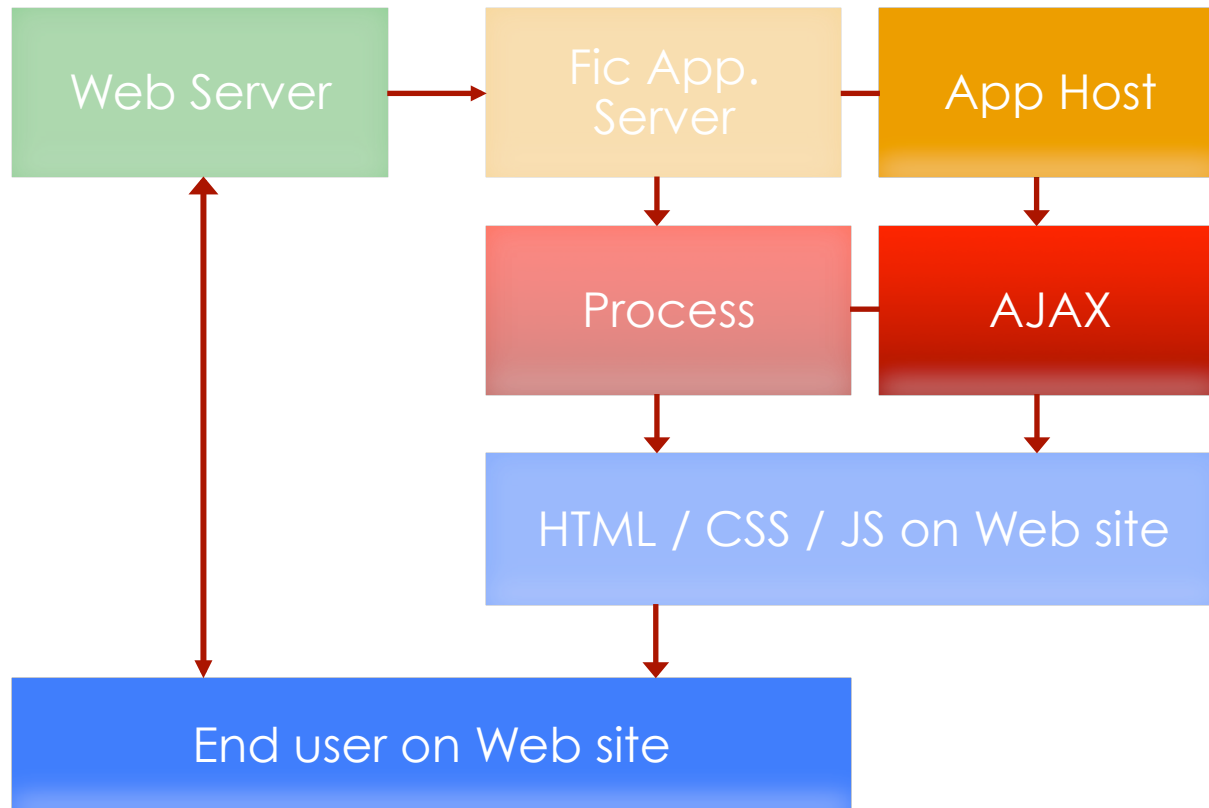 Web Server
Fic App.
Server
App Host
Process
AJAX
HTML / CSS / JS on Web site
End user on Web site